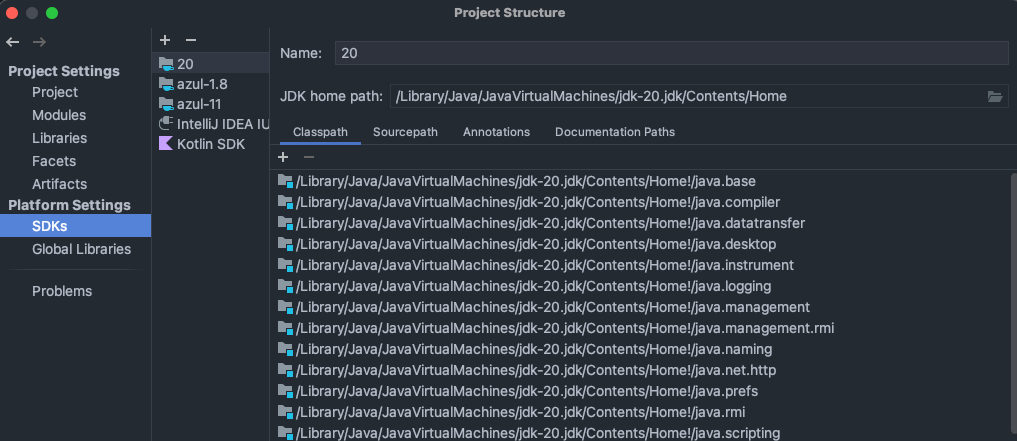 Project Structure
Project Settings
Project
Modules
Libraries
Facets
Artifacts
Platform Settings
SDKs
Global Libraries
Problems
20
azul-1.8
azul-11
IntelliJ IDEA IU
Kotlin SDK
Name: 20
JDK home path: /Library/Java/JavaVirtualMachines/jdk-20.jdk/Contents/Home
Classpath Sourcepath Annotations Documentation Paths
/Library/Java/JavaVirtualMachines/jdk-20.jdk/Contents/Home!/java.base
/Library/Java/JavaVirtualMachines/jdk-20.jdk/Contents/Home!/java.compiler
/Library/Java/JavaVirtualMachines/jdk-20.jdk/Contents/Home!/java.datatransfer
/Library/Java/JavaVirtualMachines/jdk-20.jdk/Contents/Home!/java.desktop
/Library/Java/JavaVirtualMachines/jdk-20.jdk/Contents/Home!/java.instrument
/Library/Java/JavaVirtualMachines/jdk-20.jdk/Contents/Home!/java.logging
/Library/Java/JavaVirtualMachines/jdk-20.jdk/Contents/Home!/java.management
/Library/Java/JavaVirtualMachines/jdk-20.jdk/Contents/Home!/java.management.rmi
/Library/Java/JavaVirtualMachines/jdk-20.jdk/Contents/Home!/java.naming
/Library/Java/JavaVirtualMachines/jdk-20.jdk/Contents/Home!/java.net.http
/Library/Java/JavaVirtualMachines/jdk-20.jdk/Contents/Home!/java.prefs
/Library/Java/JavaVirtualMachines/jdk-20.jdk/Contents/Home!/java.rmi
/Library/Java/JavaVirtualMachines/jdk-20.jdk/Contents/Home!/java.scripting